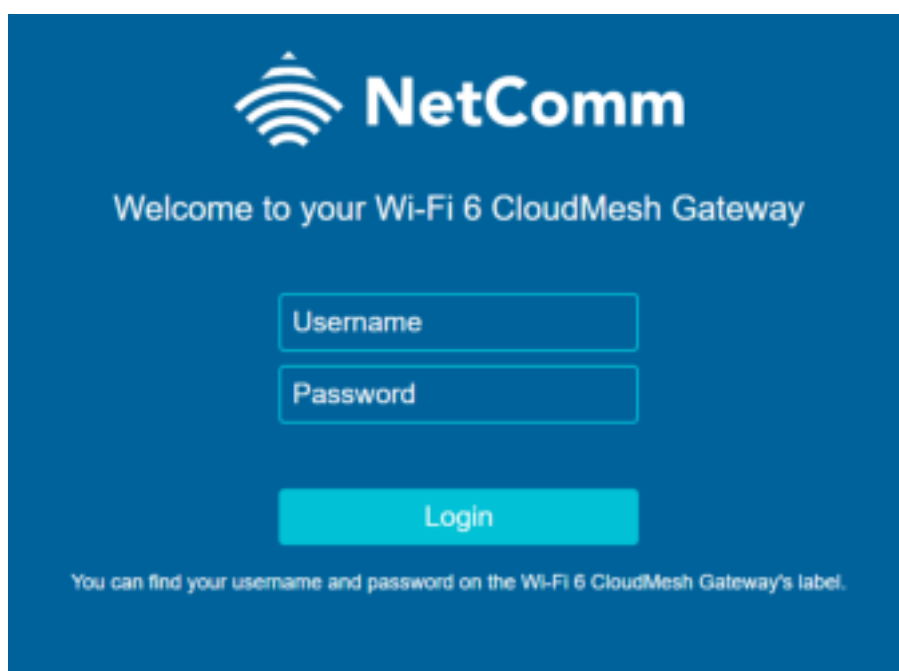 NetComm
Welcome to your Wi-Fi 6 CloudMesh Gateway
Username
Password
Login
You can find your username and password on the Wi-Fi 6 CloudMesh Gateway's label.